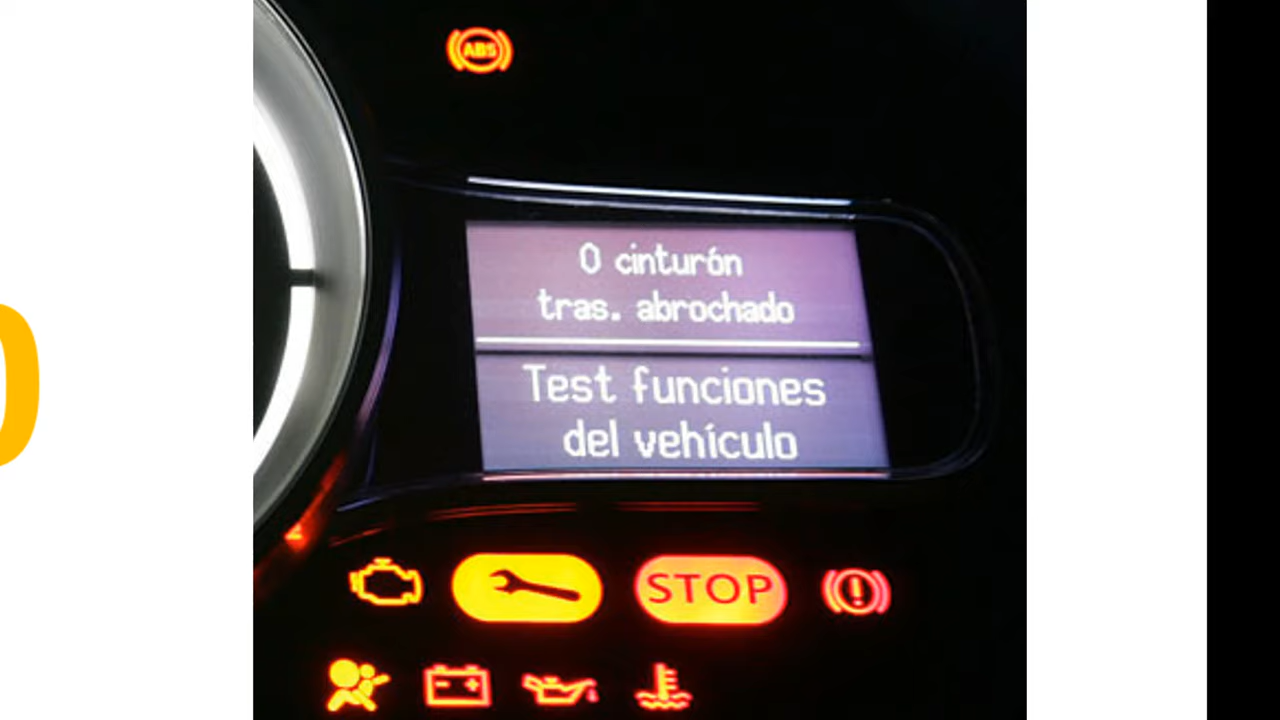 ABS
0 cinturón
tras. abrochado
Test funciones
del vehículo
STOP